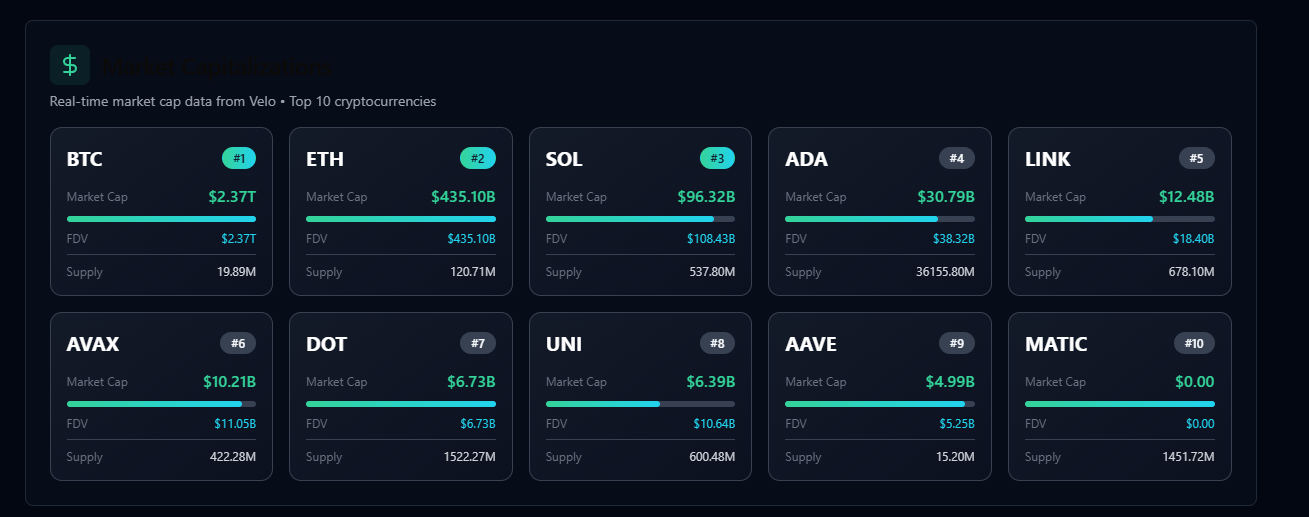 $ Market Capitalizations
Real-time market cap data from Velo • Top 10 cryptocurrencies
BTC #1
Market Cap $2.37T
FDV $2.37T
Supply 19.89M
ETH #2
Market Cap $435.10B
FDV $435.10B
Supply 120.71M
SOL #3
Market Cap $96.32B
FDV $108.43B
Supply 537.80M
ADA #4
Market Cap $30.79B
FDV $38.32B
Supply 36155.80M
LINK #5
Market Cap $12.48B
FDV $18.40B
Supply 678.10M
AVAX #6
Market Cap $10.21B
FDV $11.05B
Supply 422.28M
DOT #7
Market Cap $6.73B
FDV $6.73B
Supply 1522.27M
UNI #8
Market Cap $6.39B
FDV $10.64B
Supply 600.48M
AAVE #9
Market Cap $4.99B
FDV $5.25B
Supply 15.20M
MATIC #10
Market Cap $0.00
FDV $0.00
Supply 1451.72M